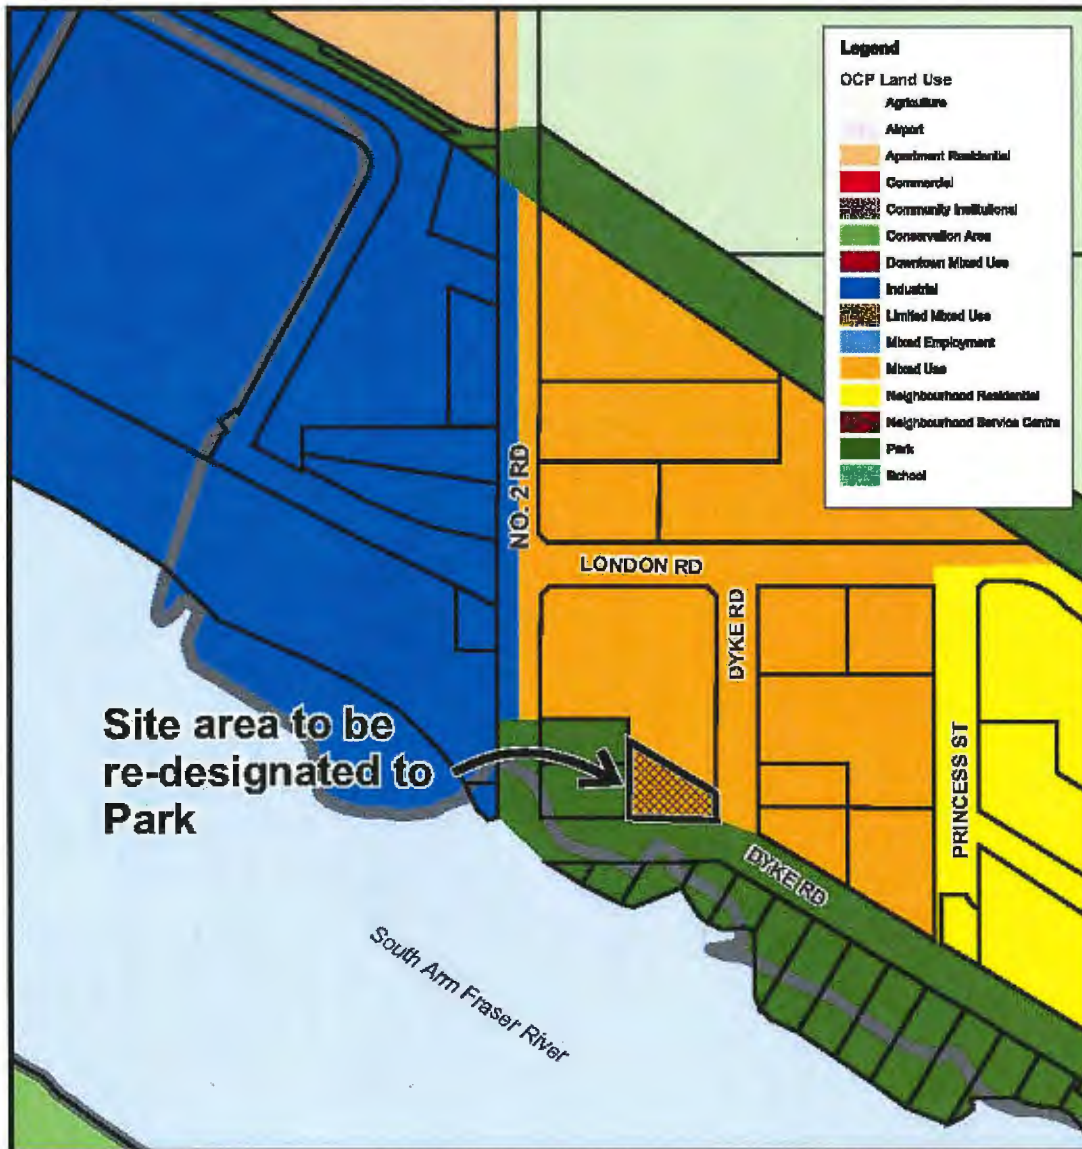 Legend
OCP Land Use
Agriculture
Airport
Apartment Residential
Commercial
Community Institutional
Conservation Area
Downtown Mixed Use
Industrial
Limited Mixed Use
Mixed Employment
Mixed Use
Neighbourhood Residential
Neighbourhood Service Centre
Park
School
NO. 2 RD
LONDON RD
DYKE RD
PRINCESS ST
Site area to be
re-designated to
Park
DYKE RD
South Arm Fraser River